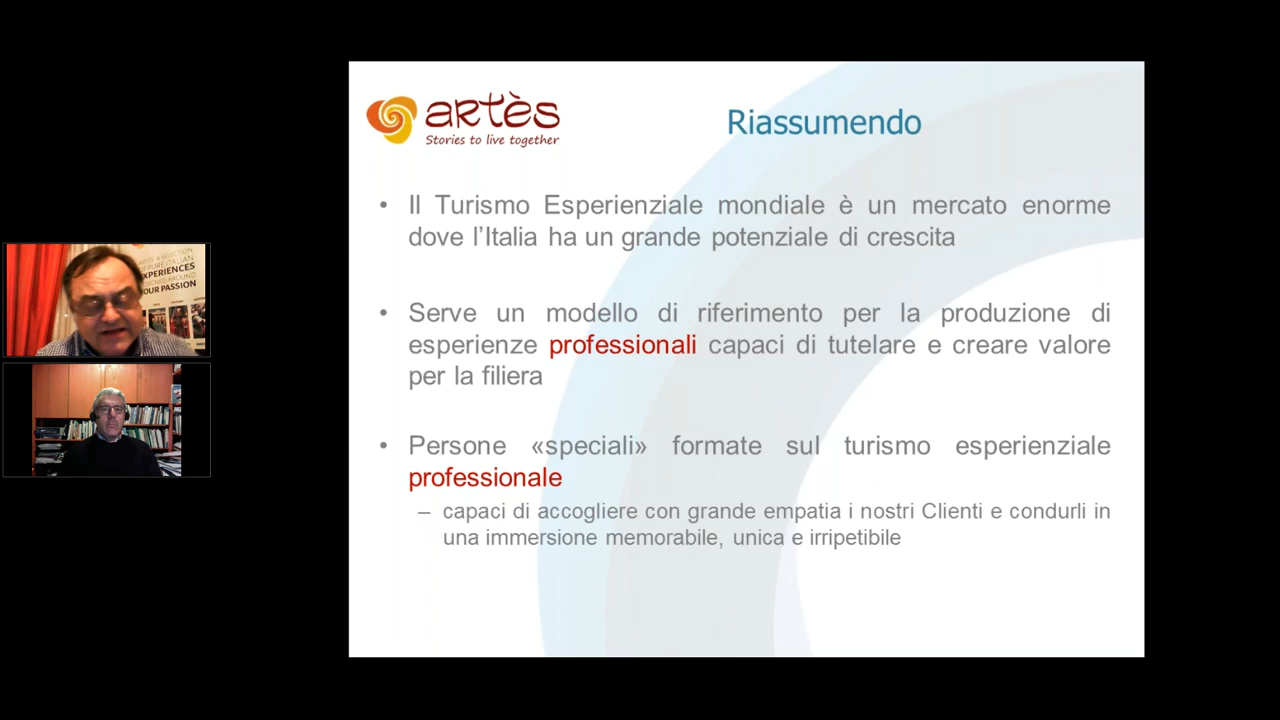 artès
Stories to live together
Riassumendo
• Il Turismo Esperienziale mondiale è un mercato enorme
dove l'Italia ha un grande potenziale di crescita
• Serve un modello di riferimento per la produzione di
esperienze professionali capaci di tutelare e creare valore
per la filiera
• Persone «speciali» formate sul turismo esperienziale
professionale
– capaci di accogliere con grande empatia i nostri Clienti e condurli in
una immersione memorabile, unica e irripetibile
OF PURE ITALIAN
EXPERIENCES
OUR PASSION